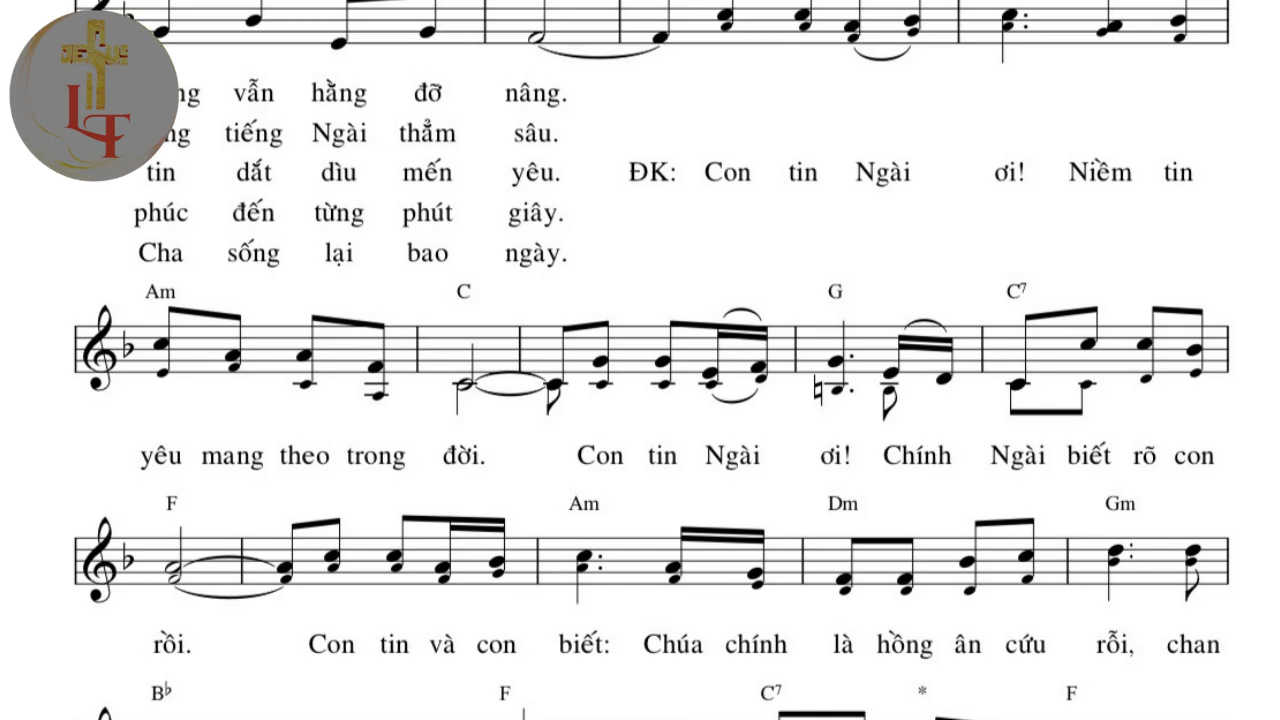 vẫn hằng đỡ nâng.
tiếng Ngài thẳm sâu.
tin dắt dìu mến yêu. ĐK: Con tin Ngài ơi! Niềm tin
phúc đến từng phút giây.
Cha sống lại bao ngày.
JESUS
LT
Am C G C7
yêu mang theo trong đời. Con tin Ngài ơi! Chính Ngài biết rõ con
F Am Dm Gm
rồi. Con tin và con biết: Chúa chính là hồng ân cứu rỗi, chan
B♭ F C7 * F